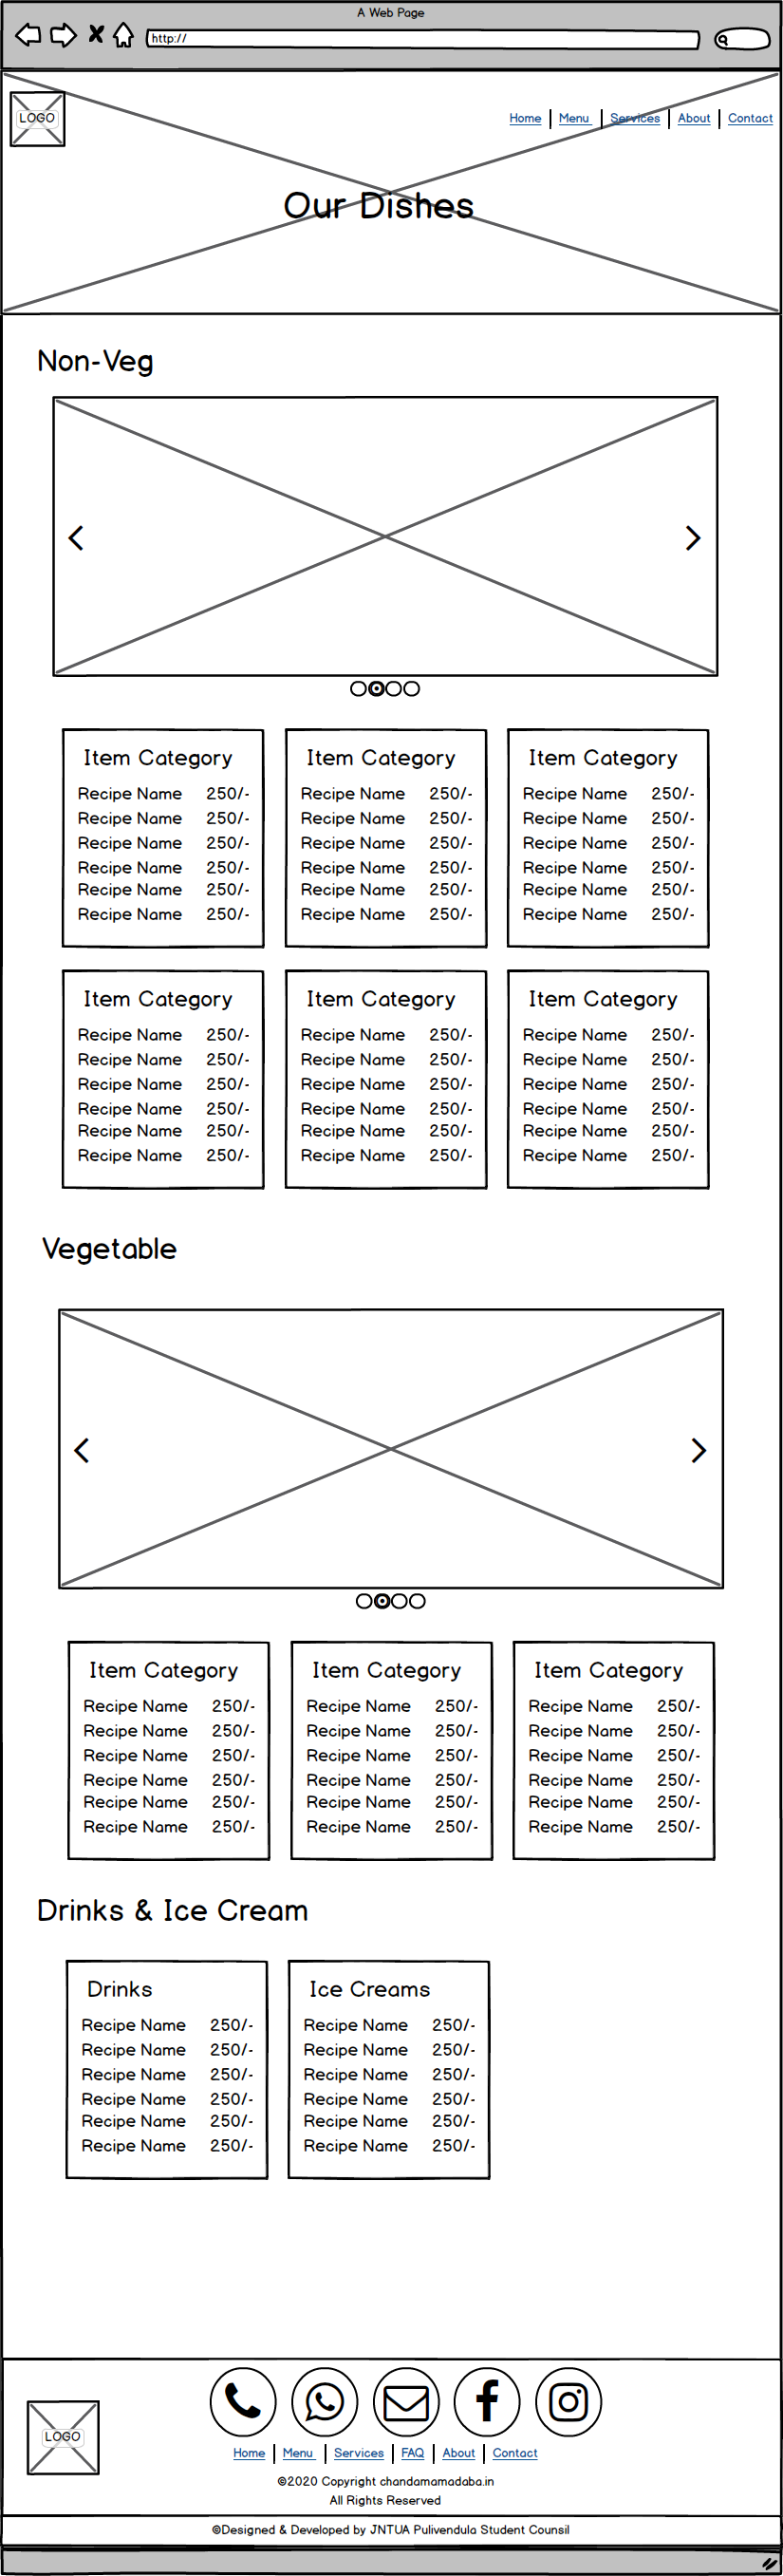 A Web Page
http://
LOGO
Home Menu Services About Contact
Our Dishes
Non-Veg
Item Category Item Category Item Category
Recipe Name 250/- Recipe Name 250/- Recipe Name 250/-
Recipe Name 250/- Recipe Name 250/- Recipe Name 250/-
Recipe Name 250/- Recipe Name 250/- Recipe Name 250/-
Recipe Name 250/- Recipe Name 250/- Recipe Name 250/-
Recipe Name 250/- Recipe Name 250/- Recipe Name 250/-
Recipe Name 250/- Recipe Name 250/- Recipe Name 250/-
Item Category Item Category Item Category
Recipe Name 250/- Recipe Name 250/- Recipe Name 250/-
Recipe Name 250/- Recipe Name 250/- Recipe Name 250/-
Recipe Name 250/- Recipe Name 250/- Recipe Name 250/-
Recipe Name 250/- Recipe Name 250/- Recipe Name 250/-
Recipe Name 250/- Recipe Name 250/- Recipe Name 250/-
Recipe Name 250/- Recipe Name 250/- Recipe Name 250/-
Vegetable
Item Category Item Category Item Category
Recipe Name 250/- Recipe Name 250/- Recipe Name 250/-
Recipe Name 250/- Recipe Name 250/- Recipe Name 250/-
Recipe Name 250/- Recipe Name 250/- Recipe Name 250/-
Recipe Name 250/- Recipe Name 250/- Recipe Name 250/-
Recipe Name 250/- Recipe Name 250/- Recipe Name 250/-
Recipe Name 250/- Recipe Name 250/- Recipe Name 250/-
Drinks & Ice Cream
Drinks Ice Creams
Recipe Name 250/- Recipe Name 250/-
Recipe Name 250/- Recipe Name 250/-
Recipe Name 250/- Recipe Name 250/-
Recipe Name 250/- Recipe Name 250/-
Recipe Name 250/- Recipe Name 250/-
Recipe Name 250/- Recipe Name 250/-
LOGO
Home Menu Services FAQ About Contact
©2020 Copyright chandamamadaba.in
All Rights Reserved
©Designed & Developed by JNTUA Pulivendula Student Counsil